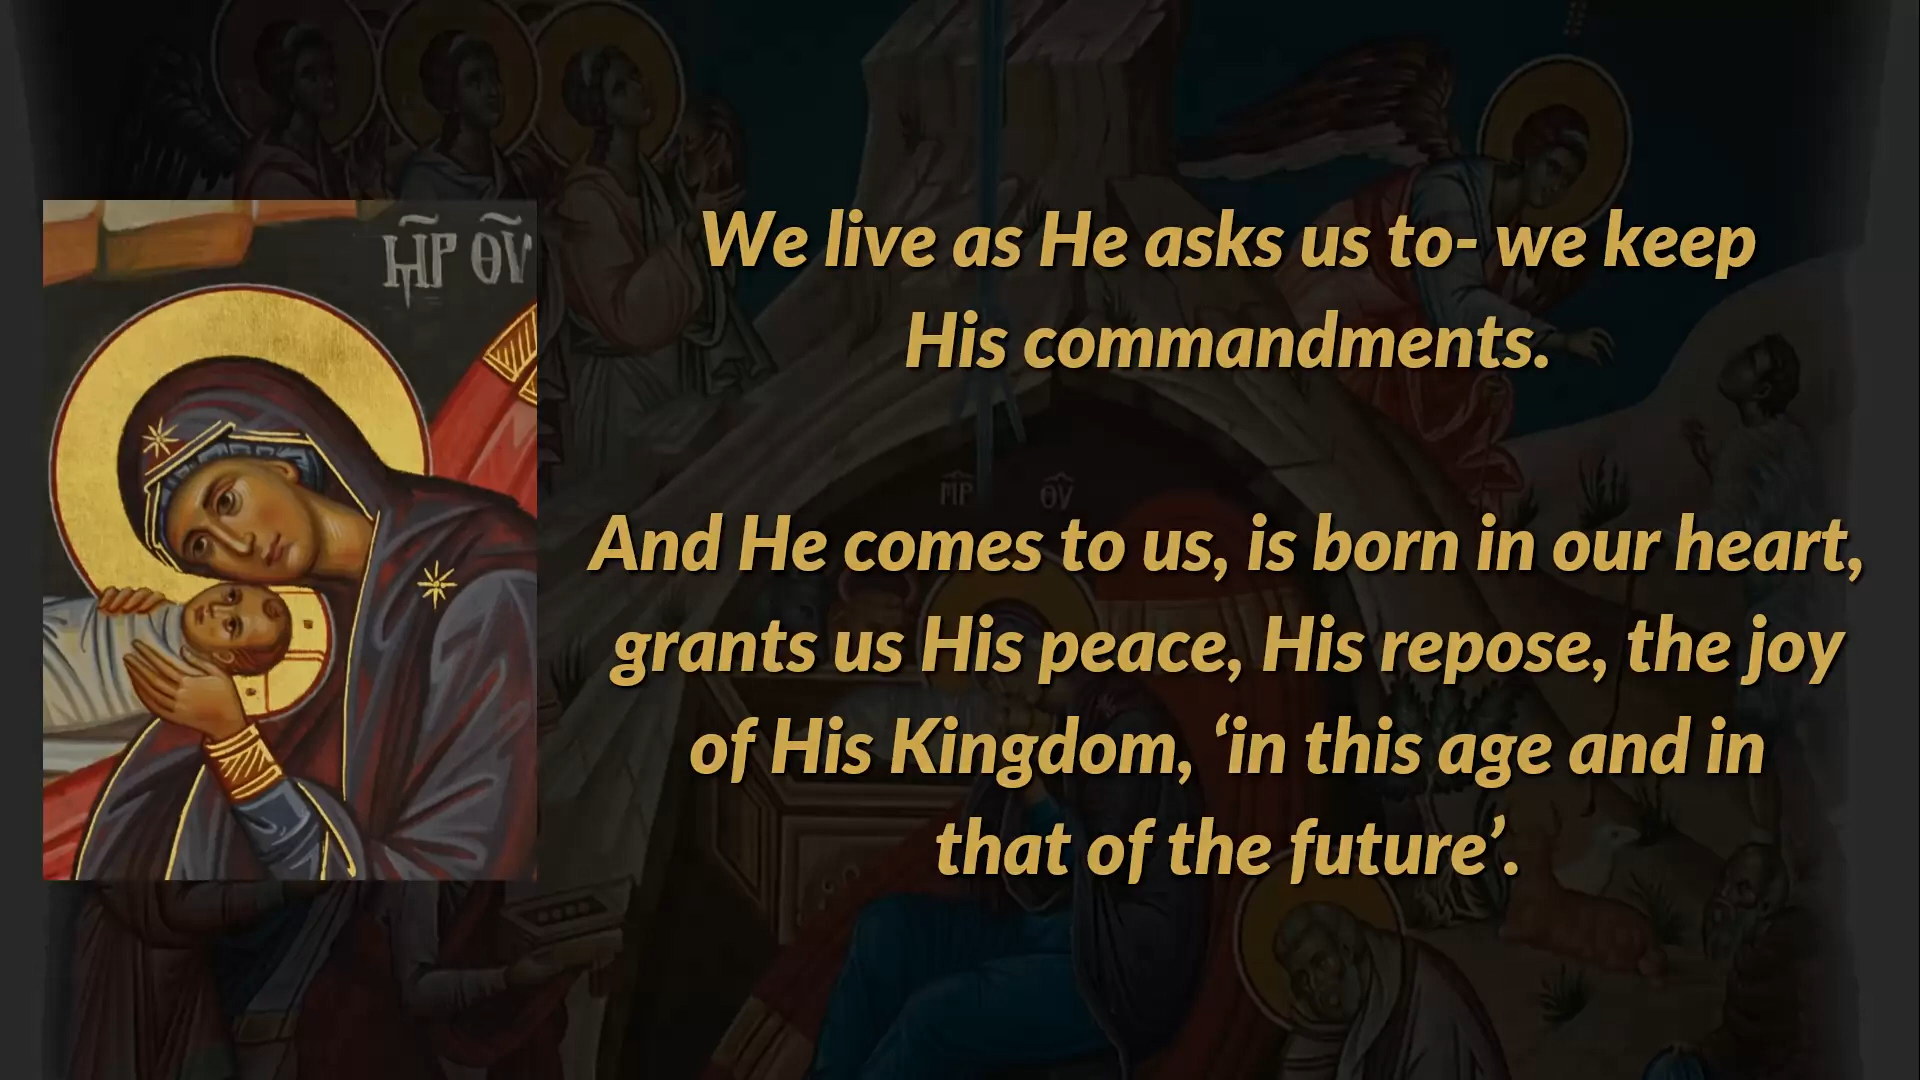 ΜΡ ΘΥ
We live as He asks us to- we keep
His commandments.
ΜΡ ΘΥ
And He comes to us, is born in our heart,
grants us His peace, His repose, the joy
of His Kingdom, ‘in this age and in
that of the future’.